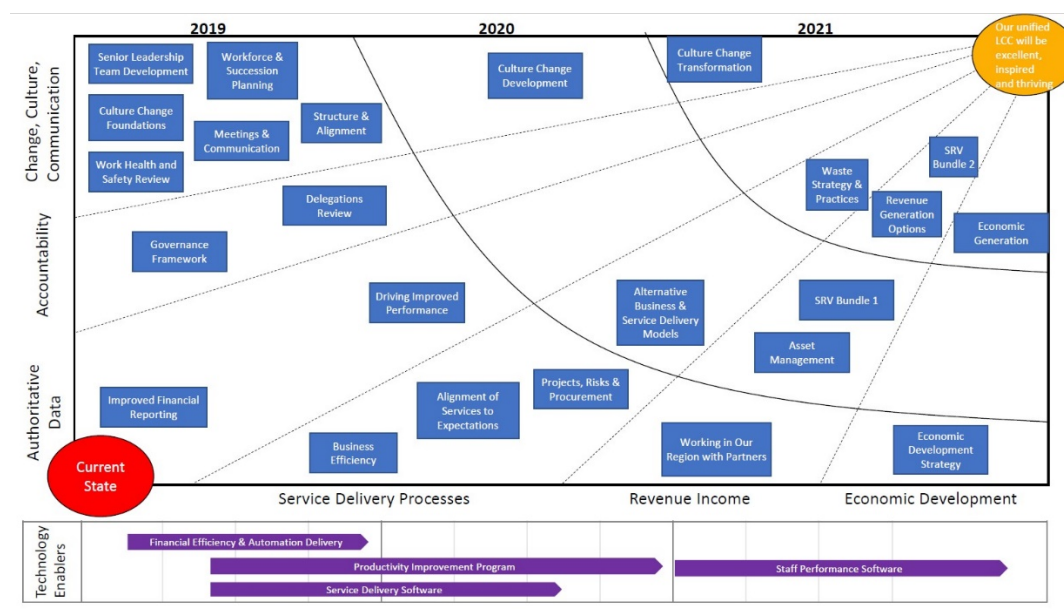 2019
2020
2021
Our unified
LCC will be
excellent,
inspired
and thriving
Change, Culture,
Communication
Senior Leadership
Team Development
Workforce &
Succession
Planning
Culture Change
Development
Culture Change
Transformation
Culture Change
Foundations
Meetings &
Communication
Structure &
Alignment
Work Health and
Safety Review
SRV
Bundle 2
Waste
Strategy &
Practices
Revenue
Generation
Options
Economic
Generation
Accountability
Delegations
Review
Governance
Framework
Driving Improved
Performance
Alternative
Business &
Service Delivery
Models
SRV Bundle 1
Asset
Management
Authoritative
Data
Improved Financial
Reporting
Alignment of
Services to
Expectations
Projects, Risks &
Procurement
Business
Efficiency
Working in Our
Region with Partners
Economic
Development
Strategy
Current
State
Service Delivery Processes
Revenue Income
Economic Development
Technology
Enablers
Financial Efficiency & Automation Delivery
Productivity Improvement Program
Staff Performance Software
Service Delivery Software